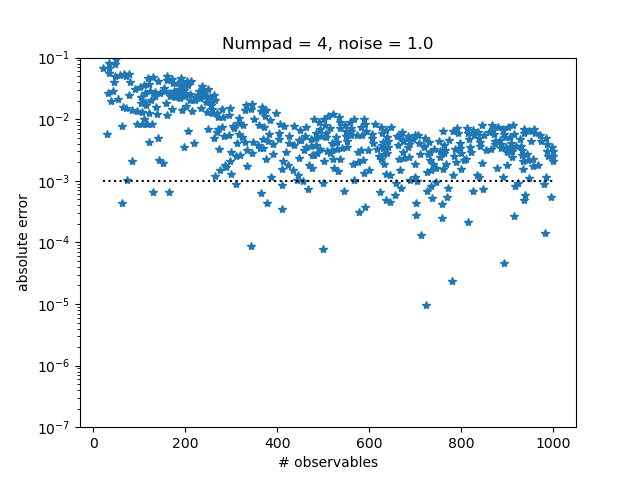 Numpad = 4, noise = 1.0
10⁻¹
10⁻²
10⁻³
10⁻⁴
10⁻⁵
10⁻⁶
10⁻⁷
absolute error
0 200 400 600 800 1000
# observables